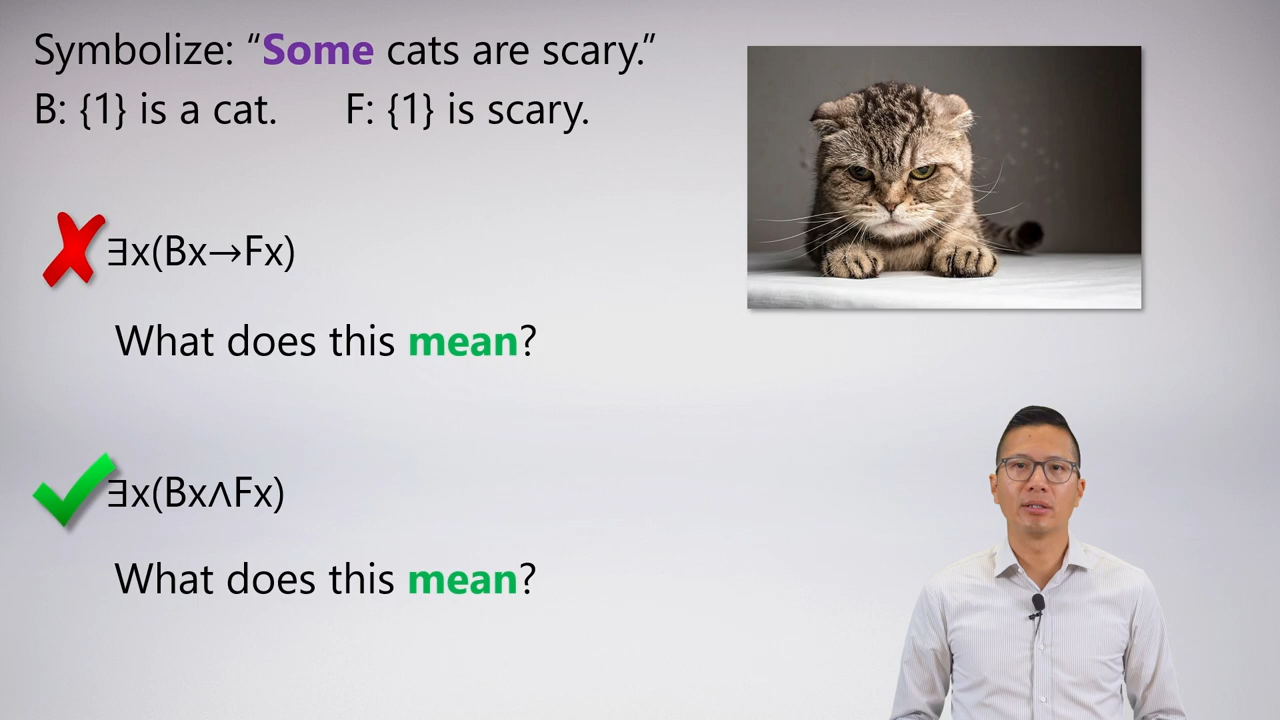 Symbolize: “Some cats are scary.”
B: {1} is a cat. F: {1} is scary.
∃x(Bx→Fx)
What does this mean?
∃x(Bx∧Fx)
What does this mean?